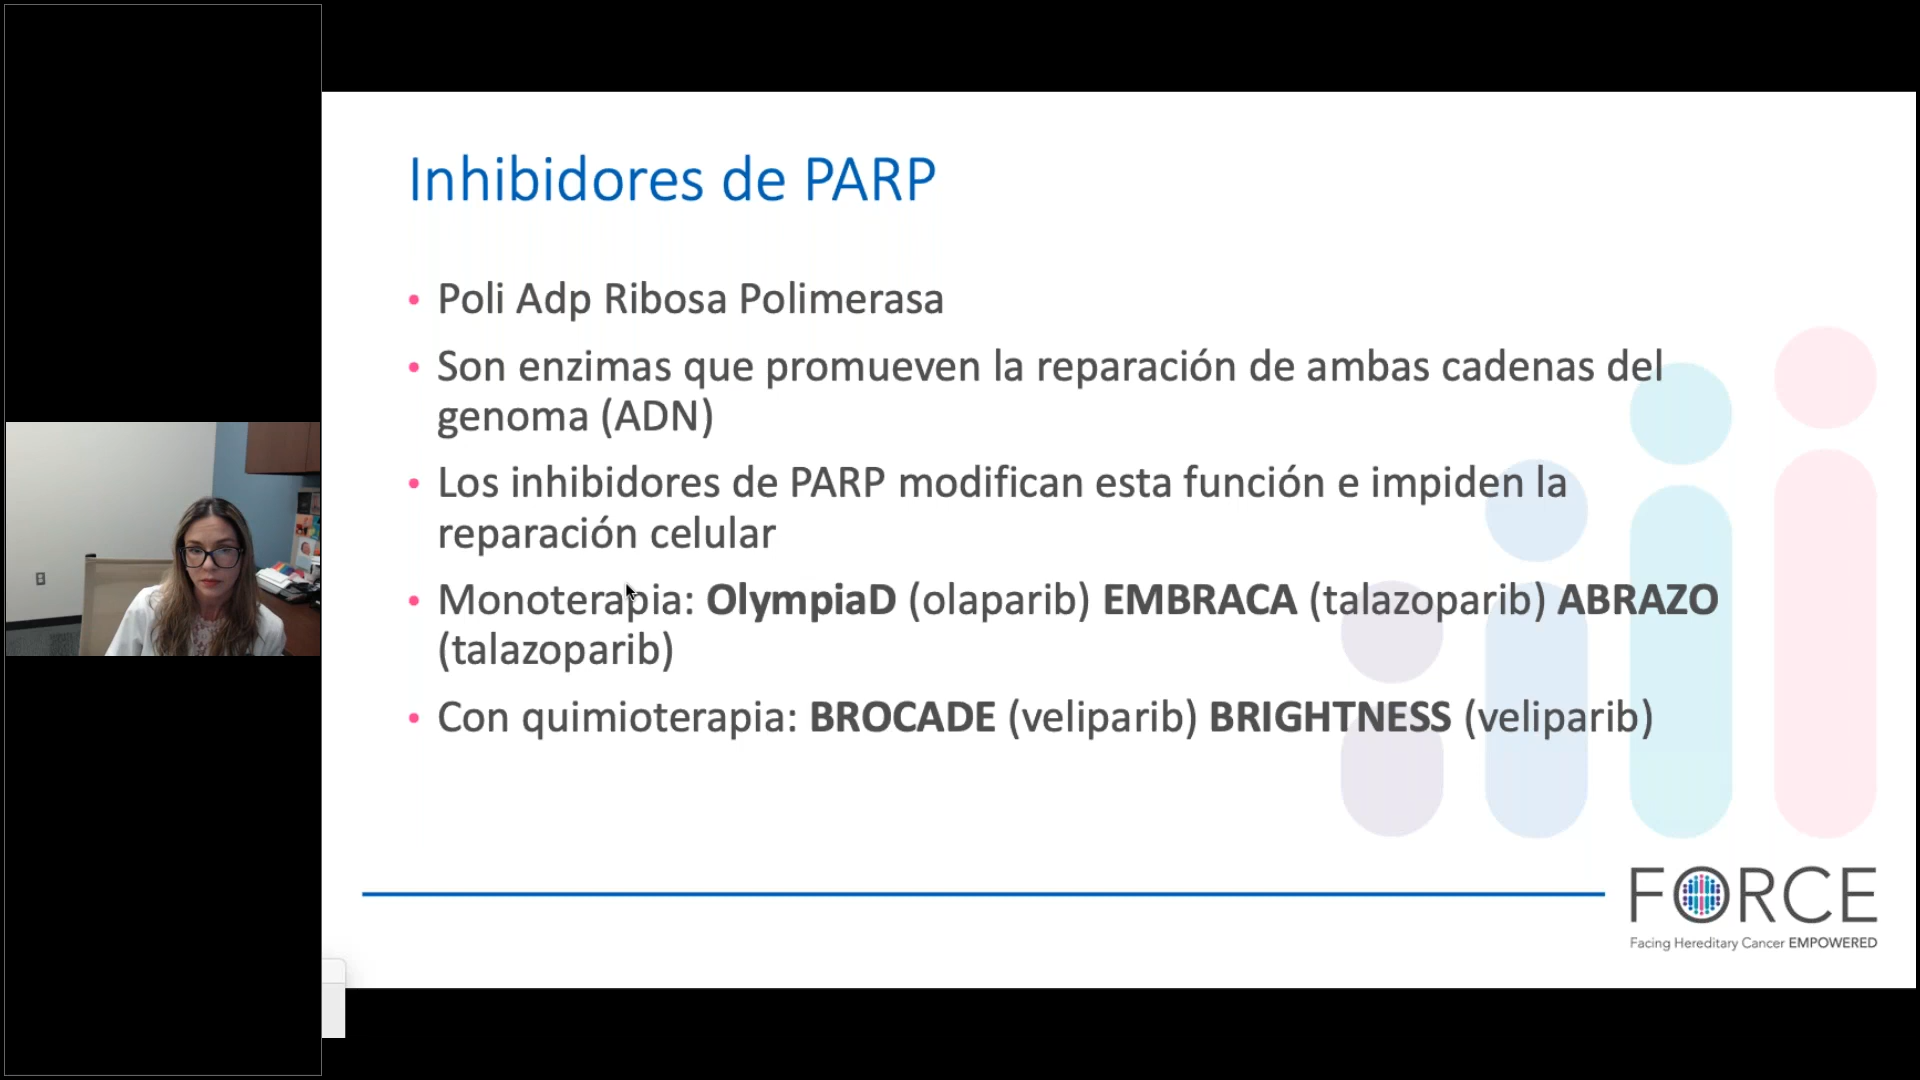 Inhibidores de PARP
• Poli Adp Ribosa Polimerasa
• Son enzimas que promueven la reparación de ambas cadenas del
genoma (ADN)
• Los inhibidores de PARP modifican esta función e impiden la
reparación celular
• Monoterapia: OlympiaD (olaparib) EMBRACA (talazoparib) ABRAZO
(talazoparib)
• Con quimioterapia: BROCADE (veliparib) BRIGHTNESS (veliparib)
FORCE
Facing Hereditary Cancer EMPOWERED